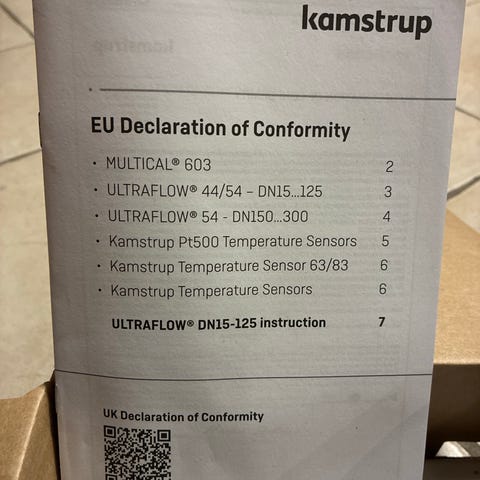 kamstrup
EU Declaration of Conformity
• MULTICAL® 603 2
• ULTRAFLOW® 44/54 – DN15...125 3
• ULTRAFLOW® 54 - DN150...300 4
• Kamstrup Pt500 Temperature Sensors 5
• Kamstrup Temperature Sensor 63/83 6
• Kamstrup Temperature Sensors 6
ULTRAFLOW® DN15-125 instruction 7
UK Declaration of Conformity